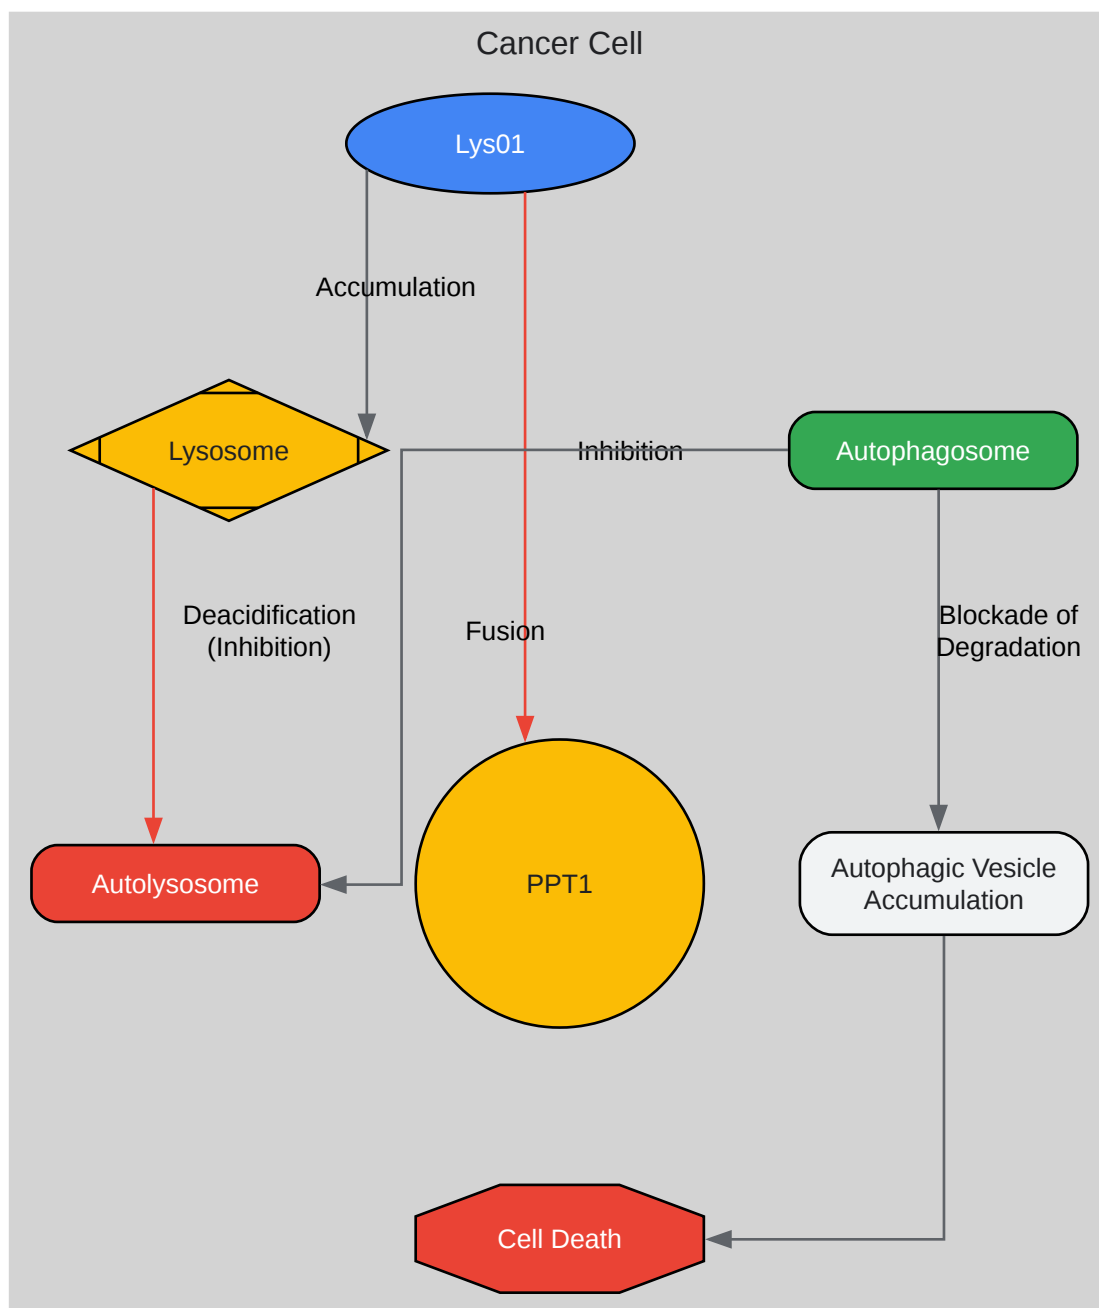 Cancer Cell
Lys01
Accumulation
Lysosome
Inhibition
Autophagosome
Deacidification
(Inhibition)
Fusion
Blockade of
Degradation
Autolysosome
PPT1
Autophagic Vesicle
Accumulation
Cell Death